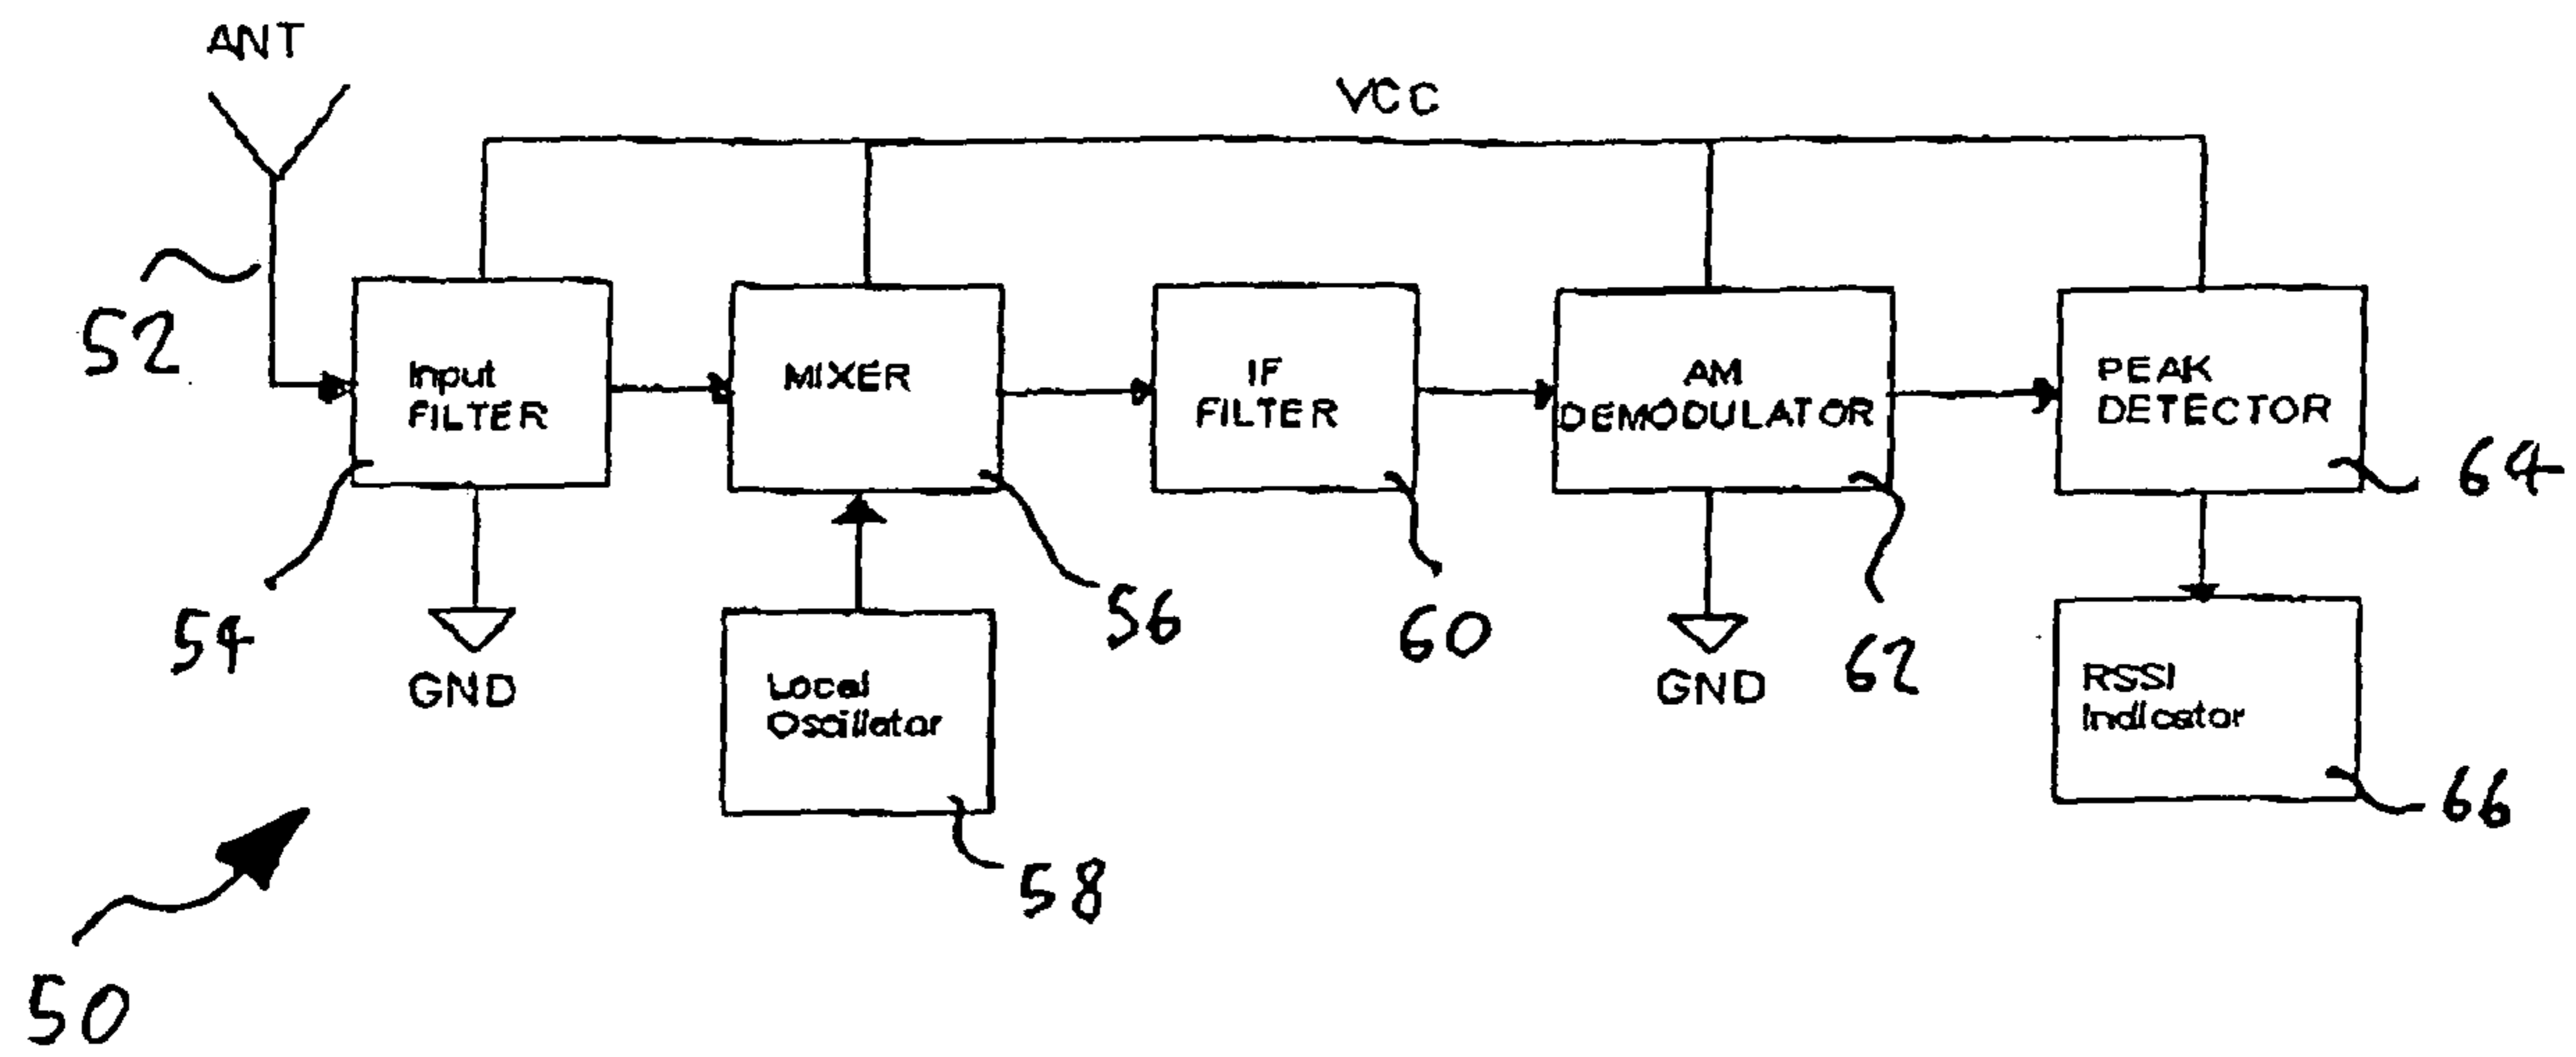 ANT
VCC
52
Input
FILTER
MIXER
IF
FILTER
AM
DEMODULATOR
PEAK
DETECTOR
64
54
GND
56
60
GND
62
Local
Oscillator
RSSI
Indicator
66
58
50